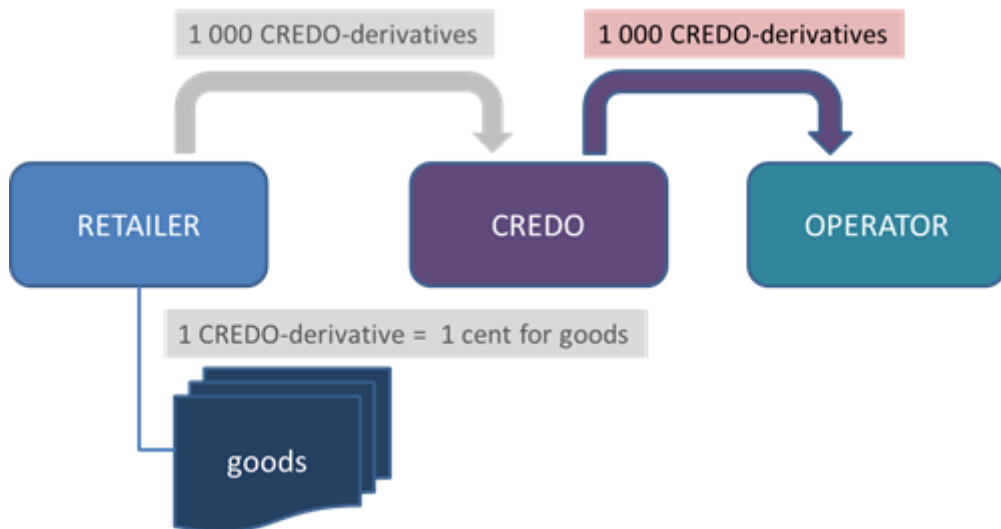 1 000 CREDO-derivatives
1 000 CREDO-derivatives
RETAILER
CREDO
OPERATOR
1 CREDO-derivative = 1 cent for goods
goods